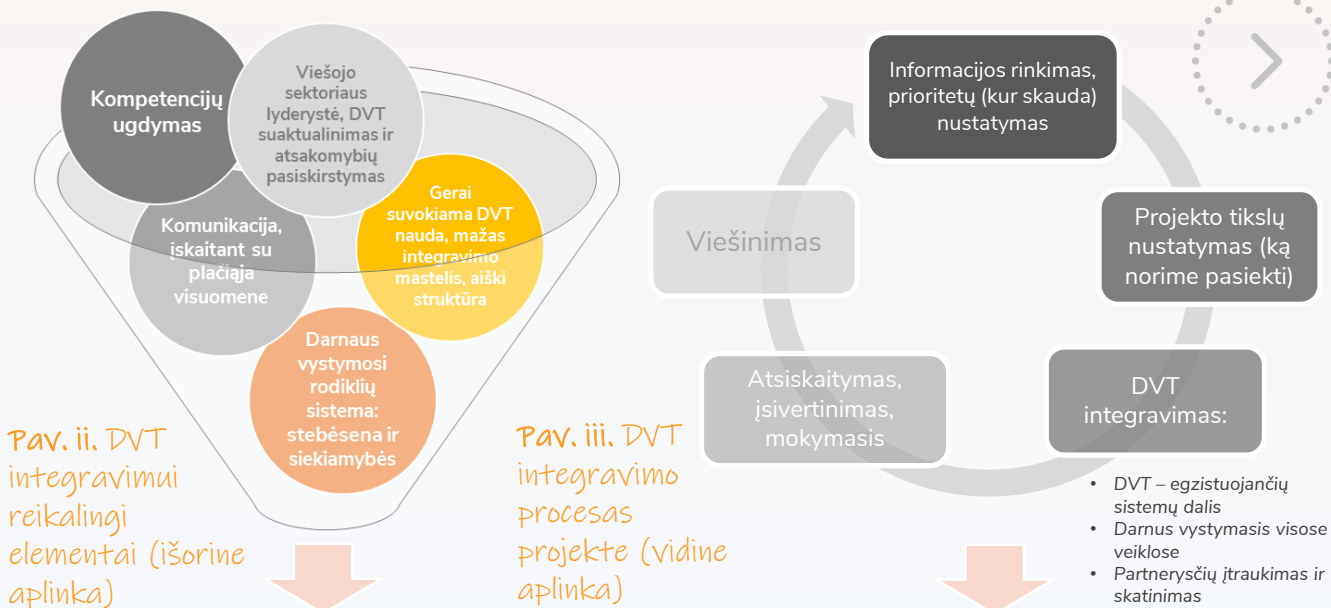 Kompetencijų
ugdymas
Viešojo
sektoriaus
lyderystė, DVT
suaktualinimas ir
atsakomybių
pasiskirstymas
Komunikacija,
įskaitant su
plačiąja
visuomene
Gerai
suvokiama DVT
nauda, mažas
integravimo
mastelis, aiški
struktūra
Darnaus
vystymosi
rodiklių
sistema:
stebėsena ir
siekiamybės
Pav. ii. DVT
integravimui
reikalingi
elementai (išorine
aplinka)
Informacijos rinkimas,
prioritetų (kur skauda)
nustatymas
Projekto tikslų
nustatymas (ką
norime pasiekti)
DVT
integravimas:
• DVT – egzistuojančių
sistemų dalis
• Darnus vystymasis visose
veiklose
• Partnerysčių įtraukimas ir
skatinimas
Atsiskaitymas,
įsivertinimas,
mokymasis
Viešinimas
Pav. iii. DVT
integravimo
procesas
projekte (vidine
aplinka)